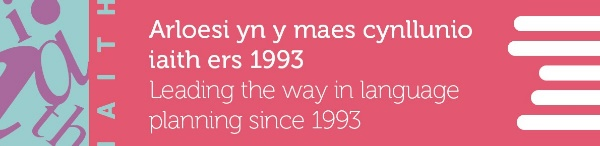 IAITH
Arloesi yn y maes cynllunio
iaith ers 1993
Leading the way in language
planning since 1993